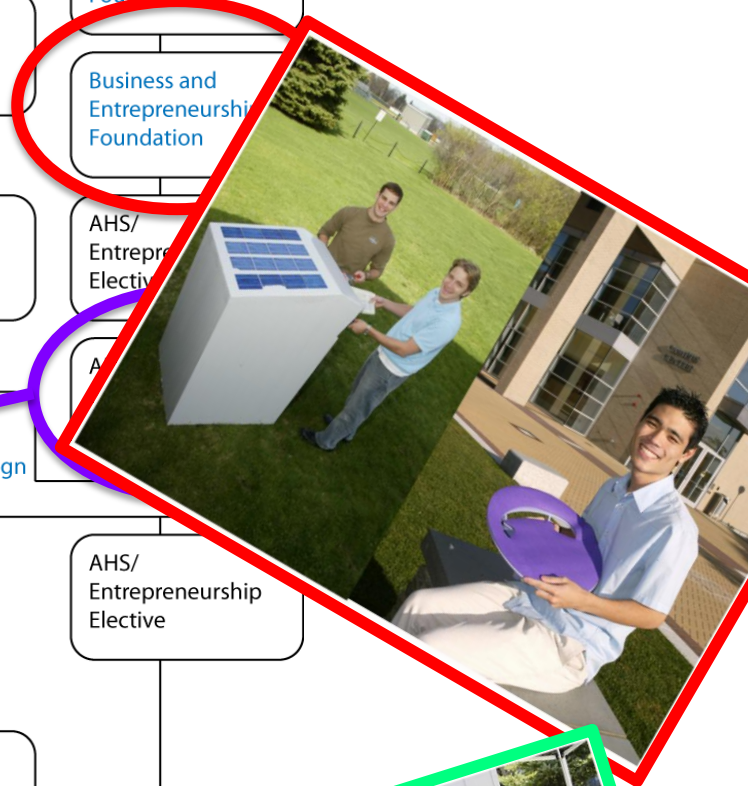 Business and
Entrepreneurshi
Foundation
AHS/
Entrepre
Electiv
A
gn
AHS/
Entrepreneurship
Elective